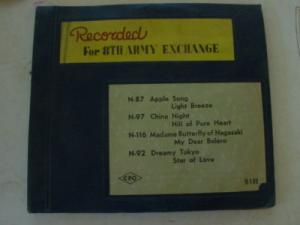 Recorded
For 8TH ARMY EXCHANGE
N-87 Apple Song
Light Breeze
N-97 China Night
Hill of Pure Heart
N-116 Madame Butterfly of Nagasaki
My Dear Bolero
N-92 Dreamy Tokyo
Star of Love